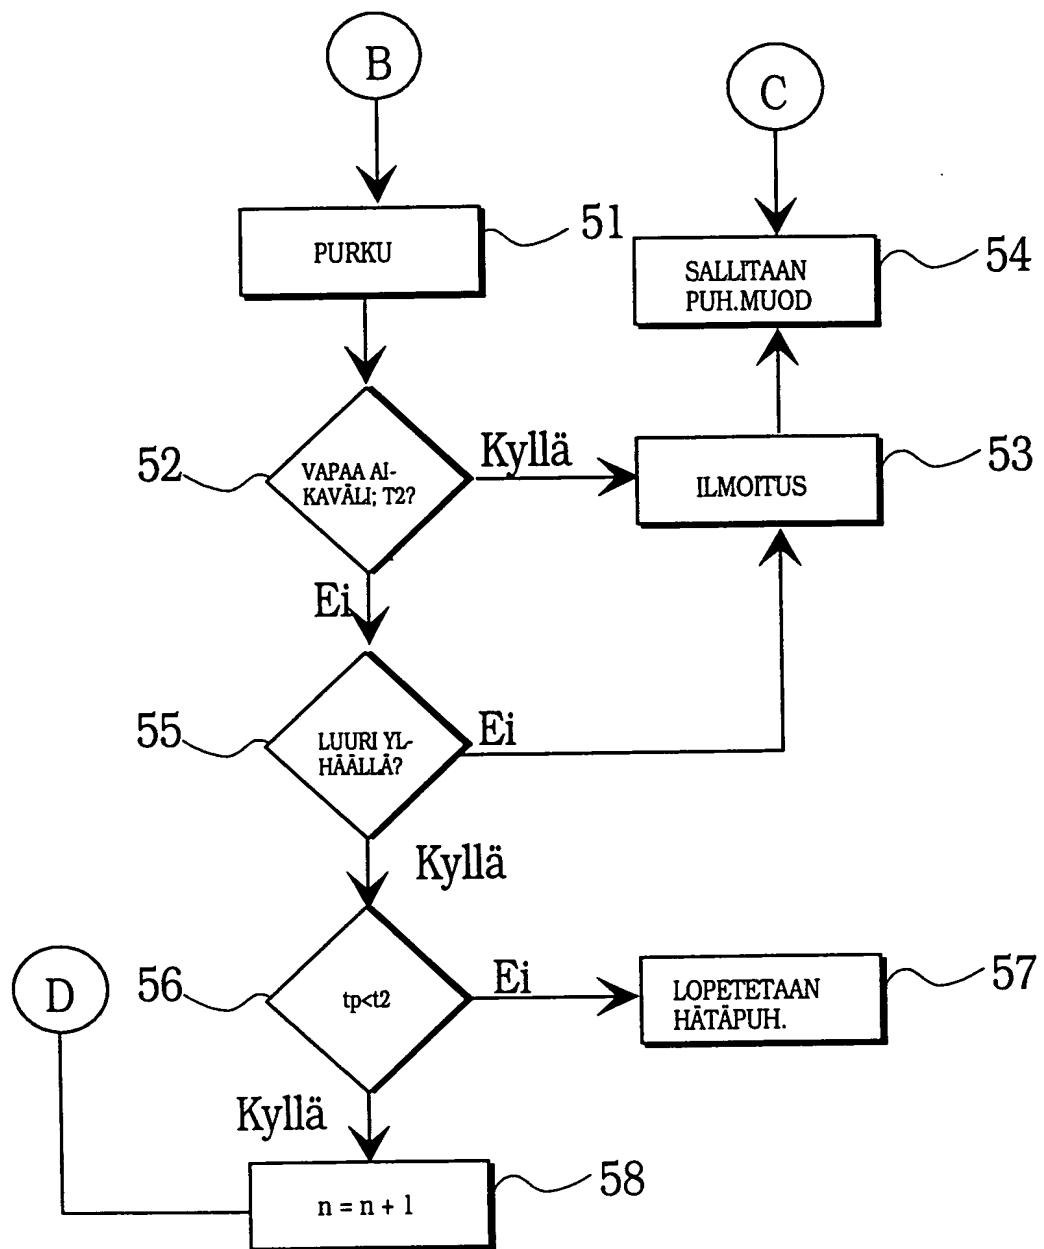 B
C
PURKU
51
SALLITAAN
PUH.MUOD
54
52
VAPAA AI-
KAVÄLI; T2?
Kyllä
ILMOITUS
53
Ei
55
LUURI YL-
HÄÄLLÄ?
Ei
Kyllä
D
56
tp<t2
Ei
LOPETETAAN
HÄTÄPUH.
57
Kyllä
n = n + 1
58